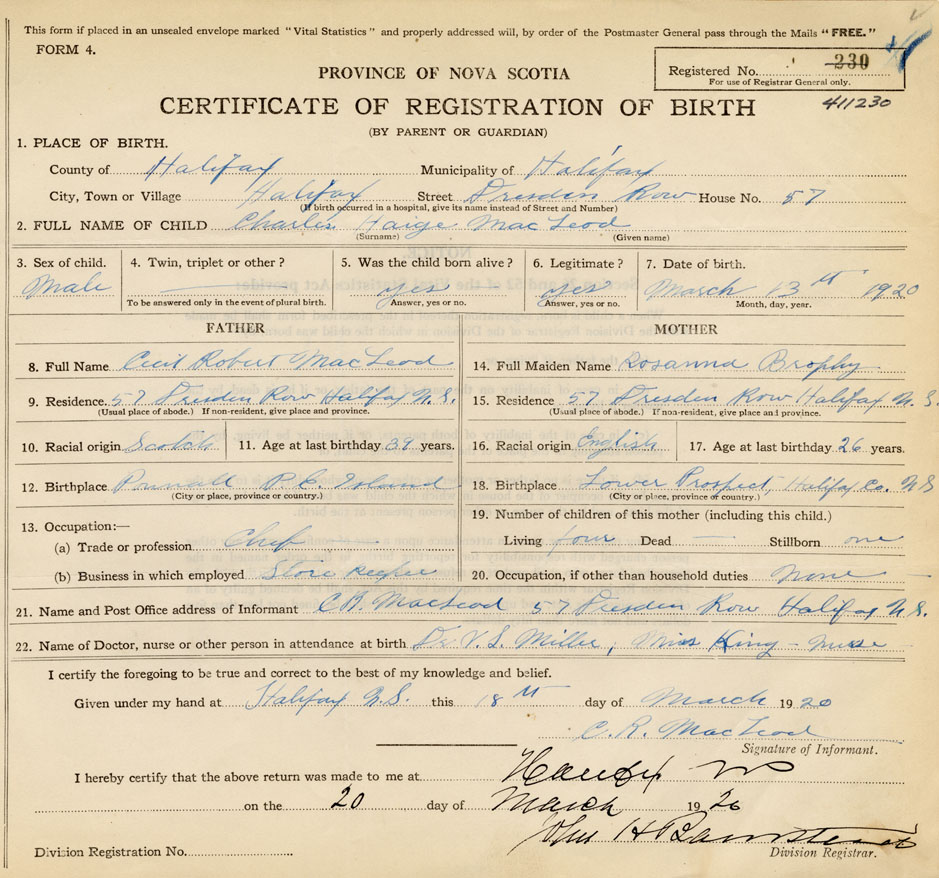 This form if placed in an unsealed envelope marked "Vital Statistics" and properly addressed will, by order of the Postmaster General pass through the Mails "FREE."
FORM 4.
PROVINCE OF NOVA SCOTIA
Registered No. 230
For use of Registrar General only.
CERTIFICATE OF REGISTRATION OF BIRTH
411230
(BY PARENT OR GUARDIAN)
1. PLACE OF BIRTH.
County of Halifax Municipality of Halifax
City, Town or Village Halifax Street Dresden Row House No. 57
(If birth occurred in a hospital, give its name instead of Street and Number)
2. FULL NAME OF CHILD Charles Haige MacLeod
(Surname) (Given name)
3. Sex of child. 4. Twin, triplet or other? 5. Was the child born alive? 6. Legitimate? 7. Date of birth.
Male yes yes March 13th 1920
To be answered only in the event of plural birth. Answer, yes or no. Answer, yes or no. Month, day, year.
FATHER MOTHER
8. Full Name Cecil Robert MacLeod 14. Full Maiden Name Rosanna Brophy
9. Residence 57 Dresden Row Halifax N.S. 15. Residence 57 Dresden Row Halifax N.S.
(Usual place of abode.) If non-resident, give place and province. (Usual place of abode.) If non-resident, give place and province.
10. Racial origin Scotch 11. Age at last birthday years. 16. Racial origin English 17. Age at last birthday 26 years.
12. Birthplace P.E. Island 18. Birthplace Lower Prospect, Halifax Co. N.S
(City or place, province or country.) (City or place, province or country.)
13. Occupation:— 19. Number of children of this mother (including this child.)
(a) Trade or profession Chef Living four Dead — Stillborn one
(b) Business in which employed Store keeper 20. Occupation, if other than household duties None
21. Name and Post Office address of Informant C.R. MacLeod 57 Dresden Row Halifax N.S.
22. Name of Doctor, nurse or other person in attendance at birth Dr V. L. Miller, Miss King - nurse
I certify the foregoing to be true and correct to the best of my knowledge and belief.
Given under my hand at Halifax N.S. this 18th day of March 1920
C. R. MacLeod
Signature of Informant.
I hereby certify that the above return was made to me at Halifax NS
on the 20 day of March 1920
John H Barnstead
Division Registration No. Division Registrar.